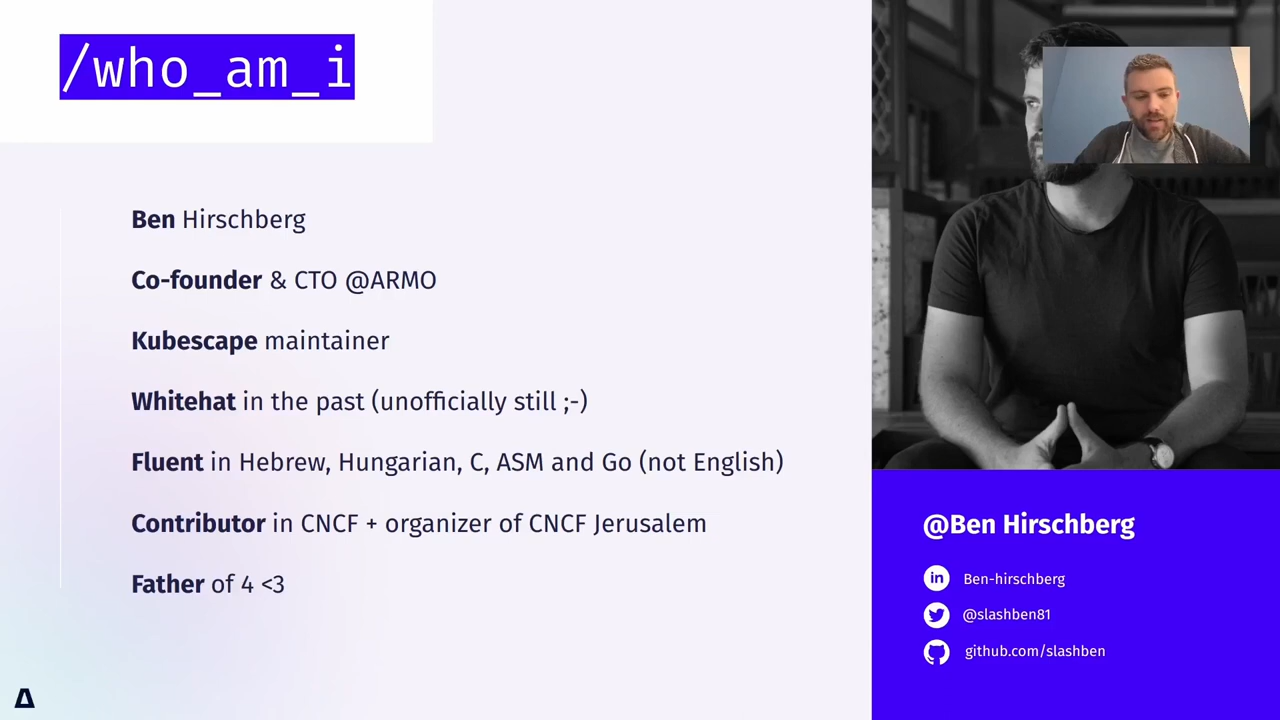 /who_am_i
Ben Hirschberg
Co-founder & CTO @ARMO
Kubescape maintainer
Whitehat in the past (unofficially still ;-)
Fluent in Hebrew, Hungarian, C, ASM and Go (not English)
Contributor in CNCF + organizer of CNCF Jerusalem
Father of 4 <3
@Ben Hirschberg
in Ben-hirschberg
@slashben81
github.com/slashben